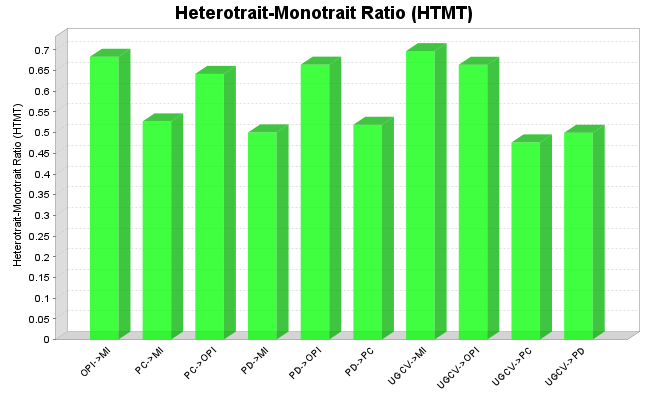 Heterotrait-Monotrait Ratio (HTMT)
Heterotrait-Monotrait Ratio (HTMT)
0.7
0.65
0.6
0.55
0.5
0.45
0.4
0.35
0.3
0.25
0.2
0.15
0.1
0.05
0
OPI->MI
PC->MI
PC->OPI
PD->MI
PD->OPI
PD->PC
UGCV->MI
UGCV->OPI
UGCV->PC
UGCV->PD